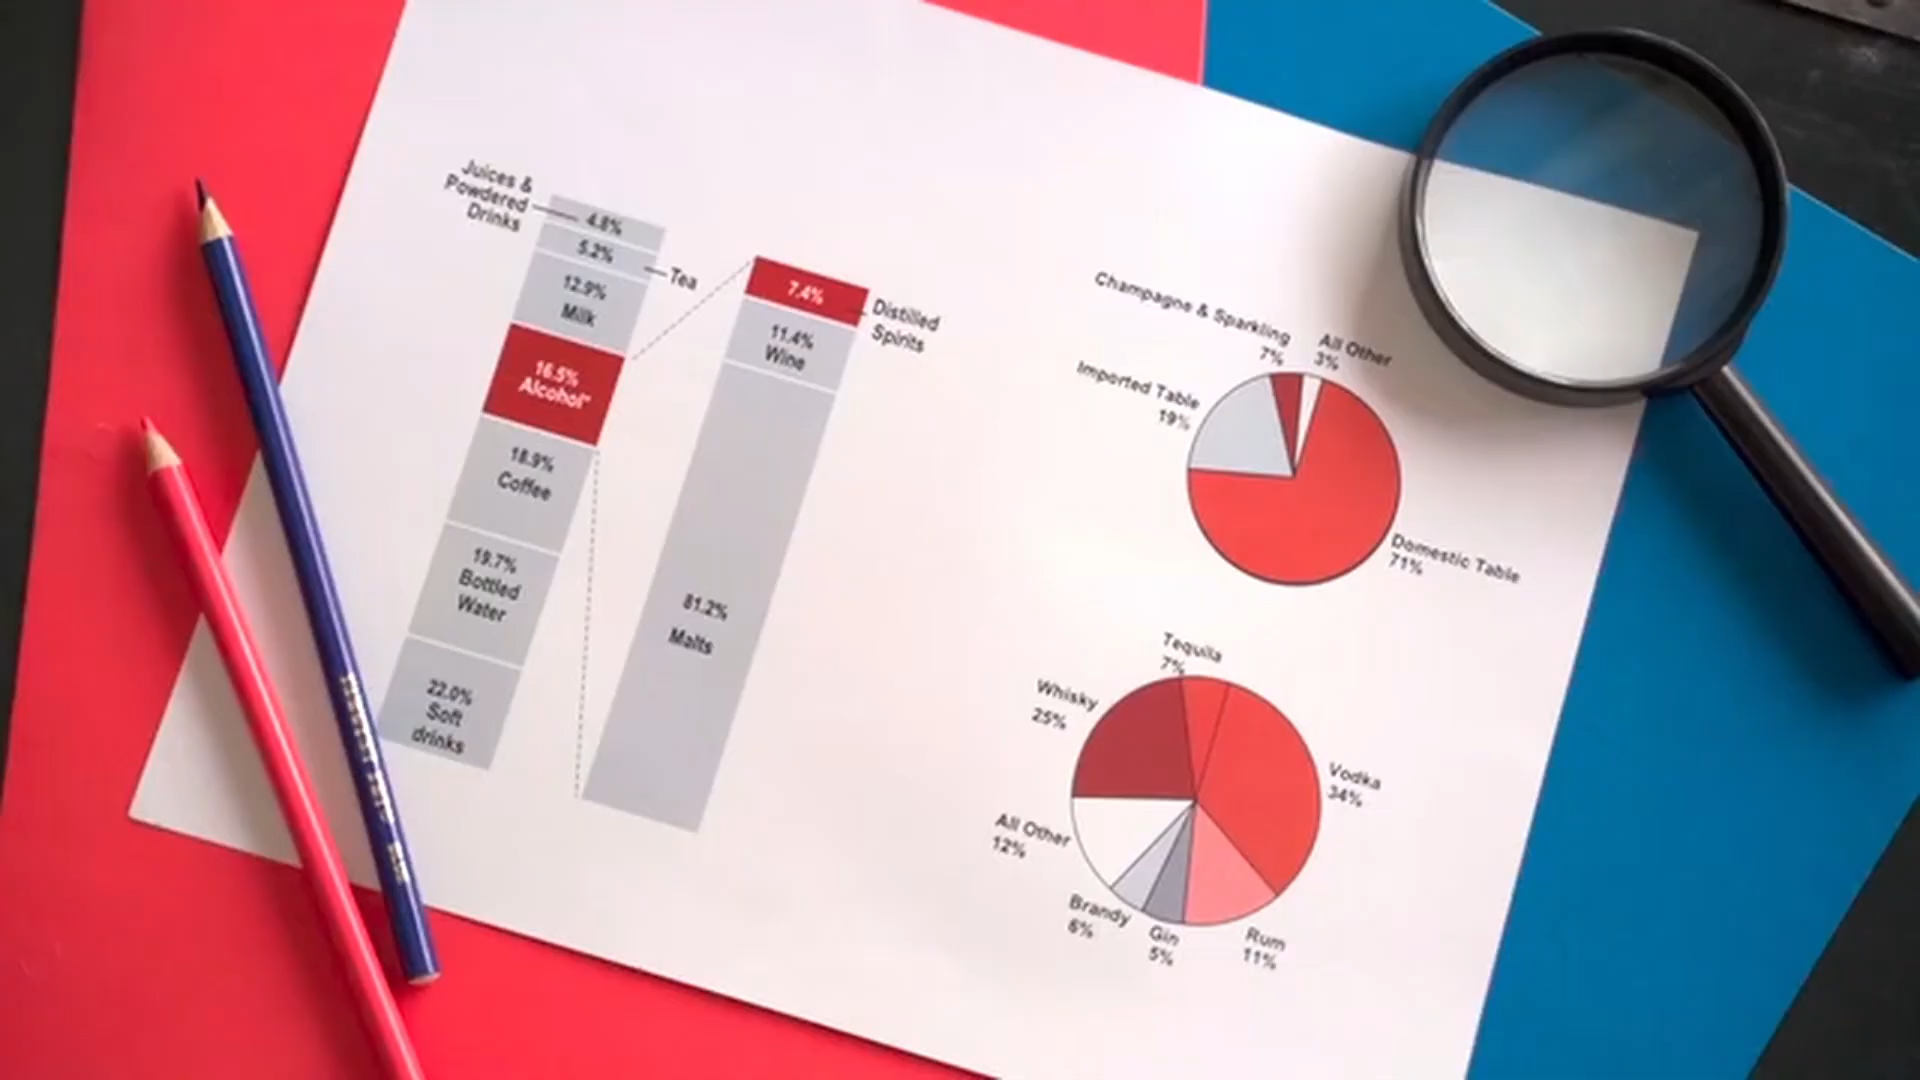 Juices &
Powdered
Drinks
4.8%
5.2%
Tea
12.9%
Milk
16.5%
Alcohol*
18.9%
Coffee
19.7%
Bottled
Water
22.0%
Soft
drinks
7.4%
Distilled
Spirits
11.4%
Wine
81.2%
Malts
Champagne & Sparkling
7%
All Other
3%
Imported Table
19%
Domestic Table
71%
Tequila
7%
Whisky
25%
Vodka
34%
All Other
12%
Brandy
6%
Gin
5%
Rum
11%